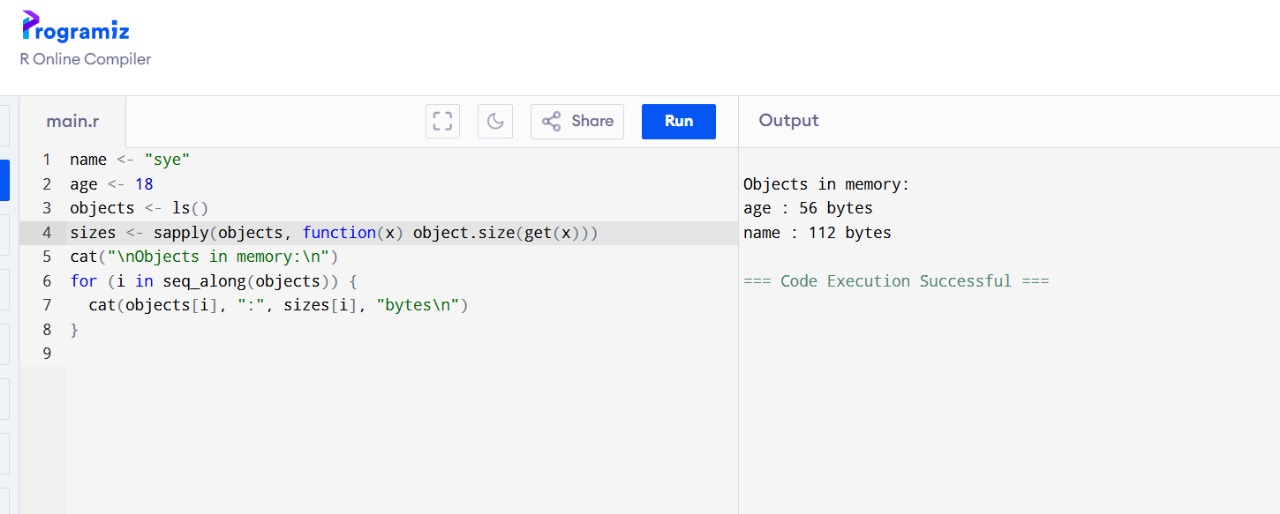 Programiz
R Online Compiler
main.r
Share
Run
Output
1 name <- "sye"
2 age <- 18
3 objects <- ls()
4 sizes <- sapply(objects, function(x) object.size(get(x)))
5 cat("\nObjects in memory:\n")
6 for (i in seq_along(objects)) {
7   cat(objects[i], ":", sizes[i], "bytes\n")
8 }
9
Objects in memory:
age : 56 bytes
name : 112 bytes
=== Code Execution Successful ===